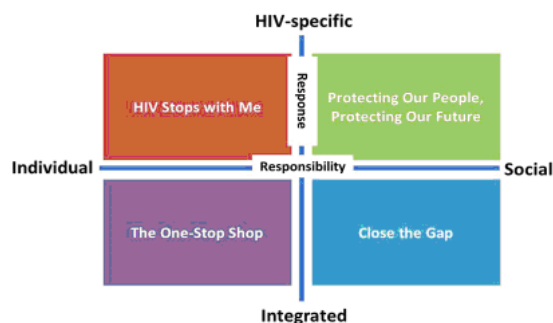 HIV-specific
HIV Stops with Me
Response
Protecting Our People,
Protecting Our Future
Individual
Responsibility
Social
The One-Stop Shop
Close the Gap
Integrated